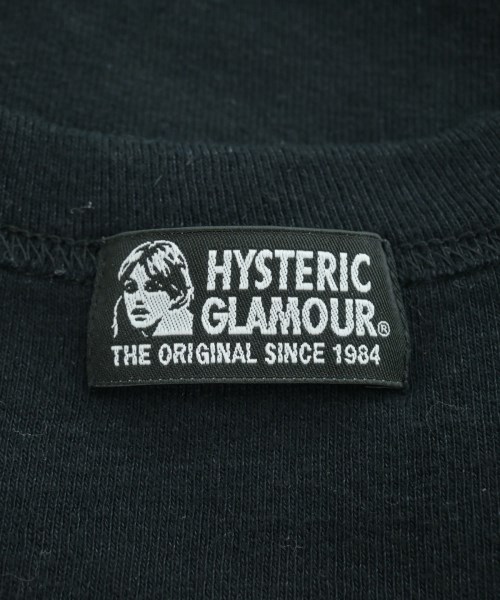 HYSTERIC
GLAMOUR®
THE ORIGINAL SINCE 1984